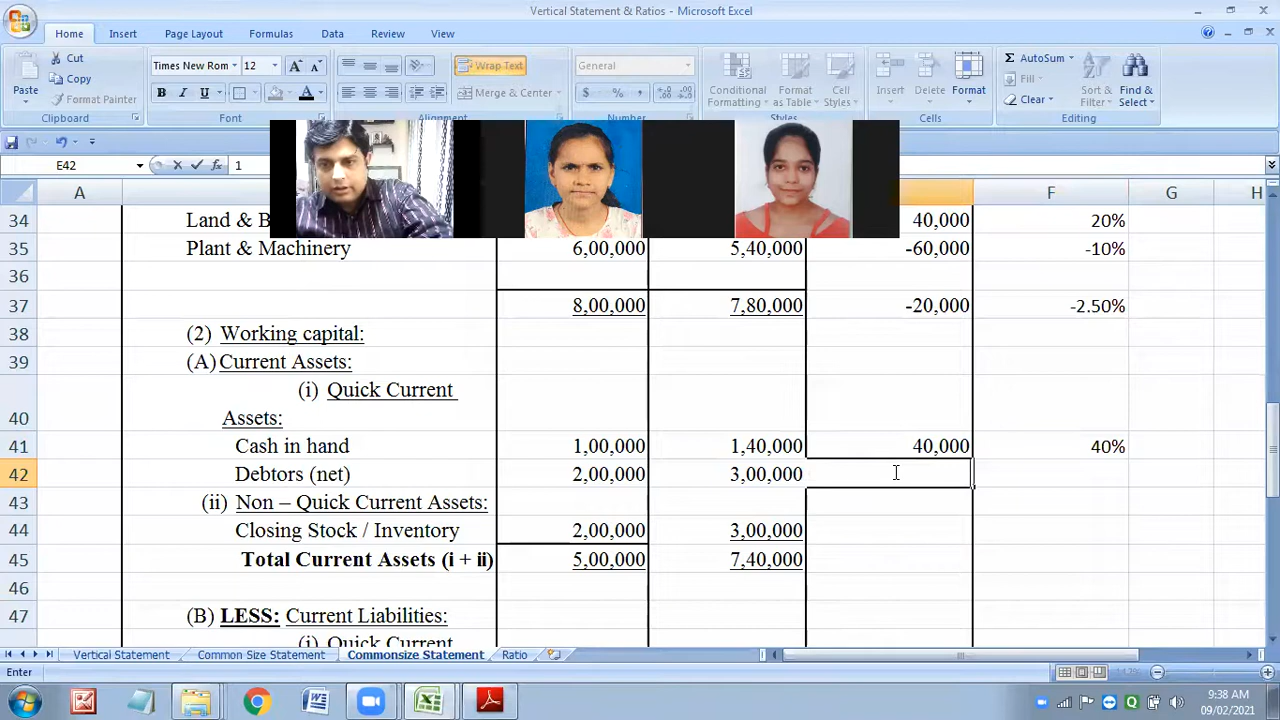 Vertical Statement & Ratios - Microsoft Excel
Home Insert Page Layout Formulas Data Review View
Cut
Copy
Format Painter
Paste
Clipboard
Times New Rom 12
B I U
Font
Wrap Text
Merge & Center
Alignment
General
$ % ,
Number
Conditional Formatting
Format as Table
Cell Styles
Styles
Insert Delete Format
Cells
AutoSum
Fill
Clear
Sort & Filter
Find & Select
Editing
E42 fx 1
A F G H
34 Land & B 40,000 20%
35 Plant & Machinery 6,00,000 5,40,000 -60,000 -10%
36
37 8,00,000 7,80,000 -20,000 -2.50%
38 (2) Working capital:
39 (A) Current Assets:
(i) Quick Current
40 Assets:
41 Cash in hand 1,00,000 1,40,000 40,000 40%
42 Debtors (net) 2,00,000 3,00,000
43 (ii) Non – Quick Current Assets:
44 Closing Stock / Inventory 2,00,000 3,00,000
45 Total Current Assets (i + ii) 5,00,000 7,40,000
46
47 (B) LESS: Current Liabilities:
(i) Quick Current
Vertical Statement Common Size Statement Commonsize Statement Ratio
Enter
9:38 AM
09/02/2021